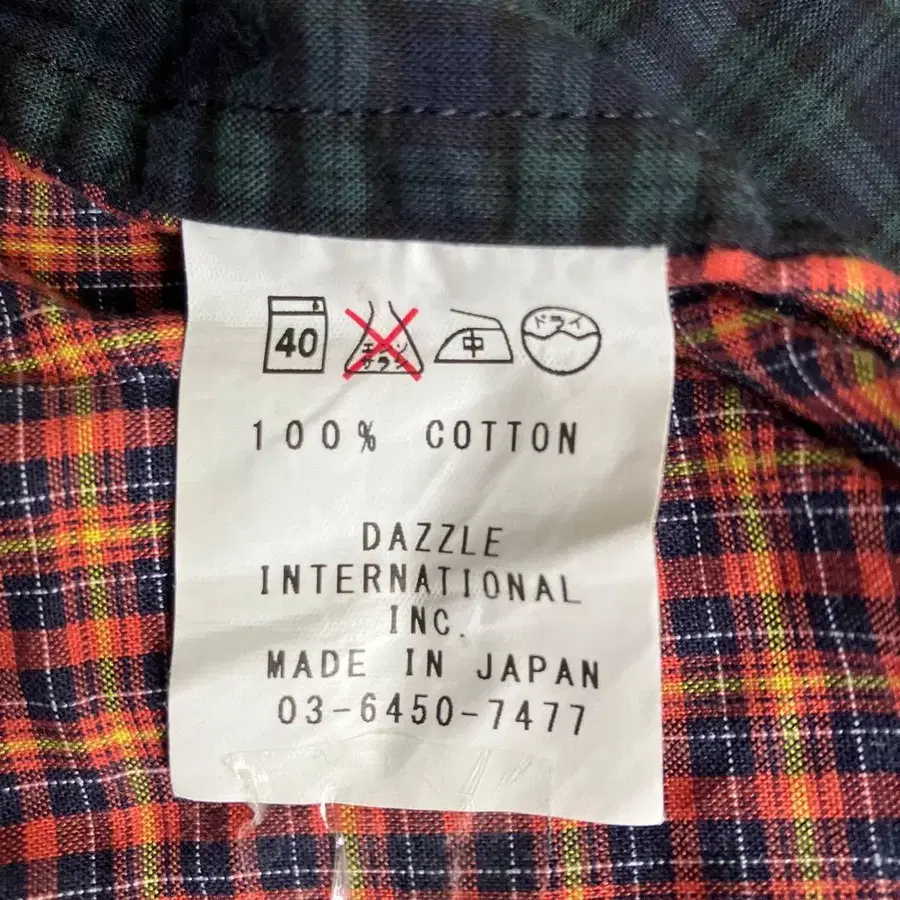 40 エンソ サラシ 中 ドライ
100% COTTON
DAZZLE
INTERNATIONAL
INC.
MADE IN JAPAN
03-6450-7477